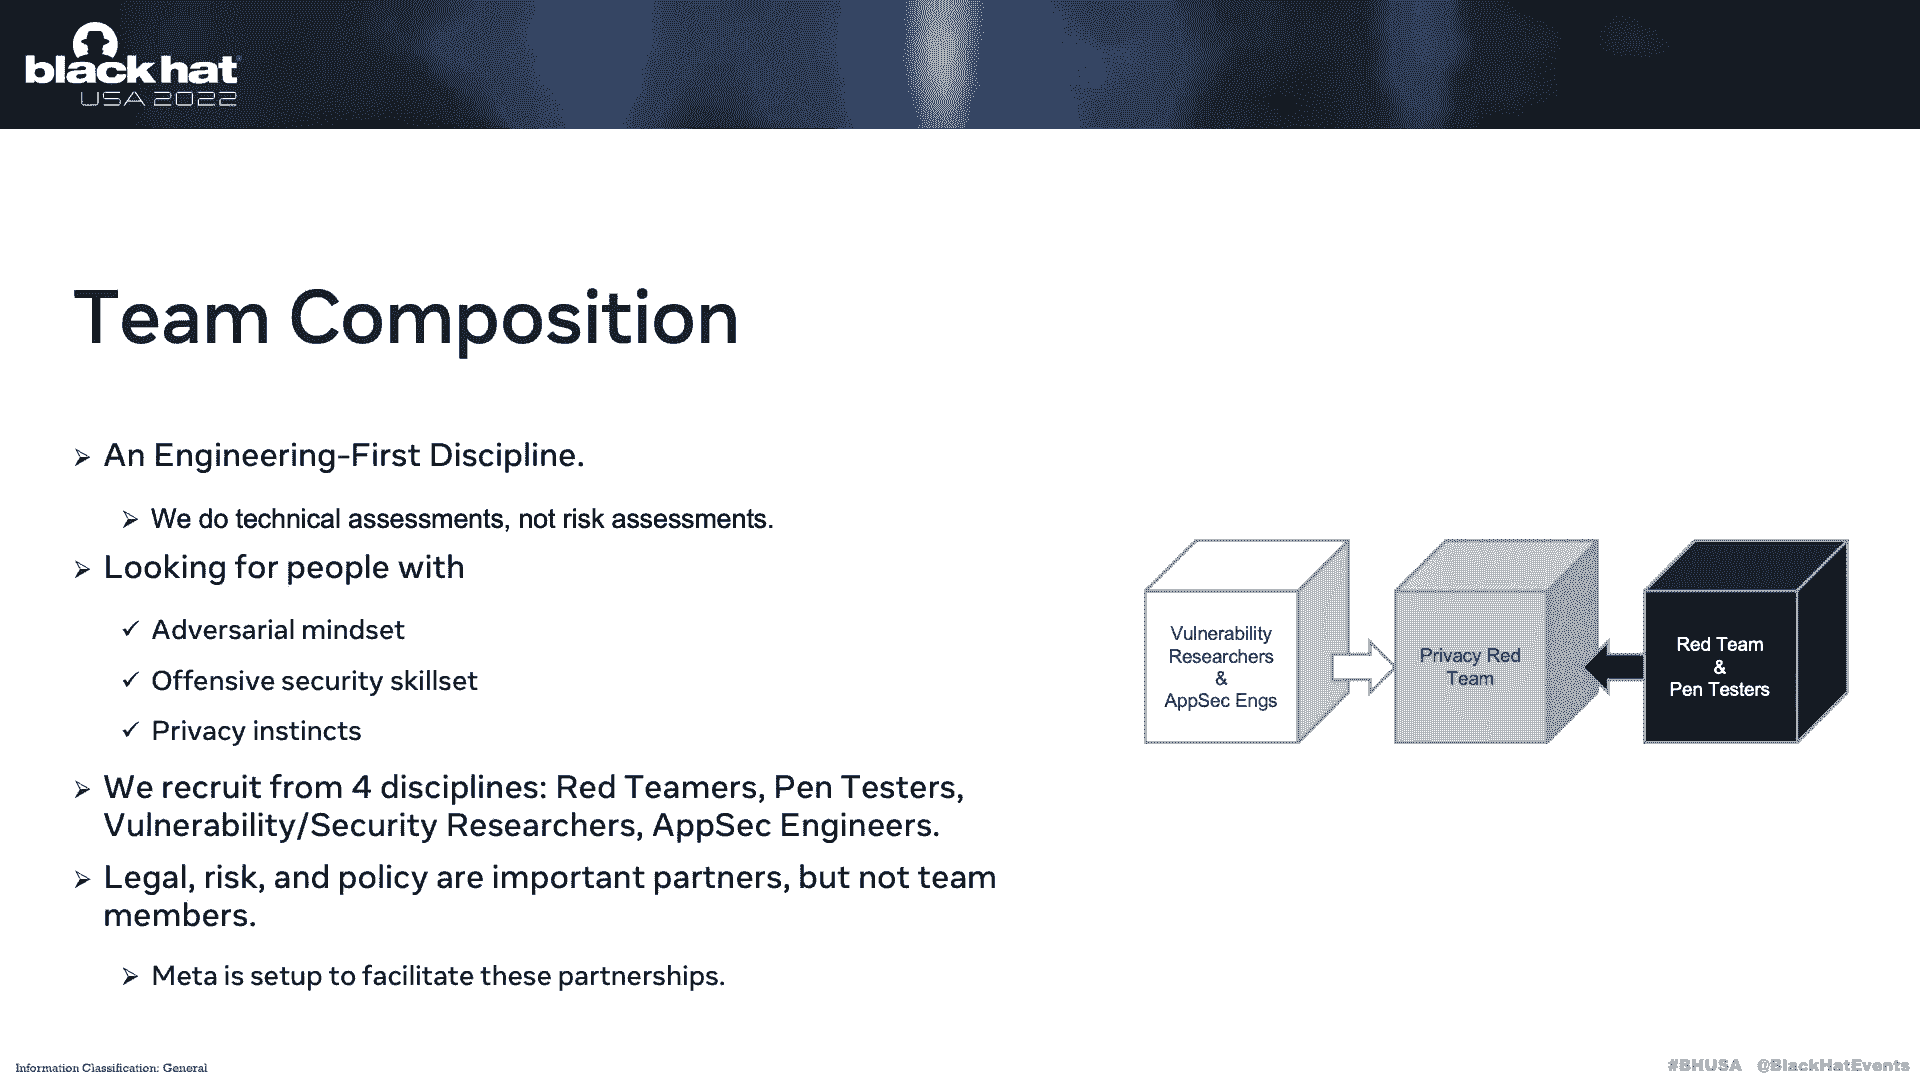 black hat
USA 2022
Team Composition
➢ An Engineering-First Discipline.
➢ We do technical assessments, not risk assessments.
➢ Looking for people with
✓ Adversarial mindset
✓ Offensive security skillset
✓ Privacy instincts
➢ We recruit from 4 disciplines: Red Teamers, Pen Testers,
Vulnerability/Security Researchers, AppSec Engineers.
➢ Legal, risk, and policy are important partners, but not team
members.
➢ Meta is setup to facilitate these partnerships.
Vulnerability
Researchers
&
AppSec Engs
Privacy Red
Team
Red Team
&
Pen Testers
Information Classification: General
#BHUSA @BlackHatEvents